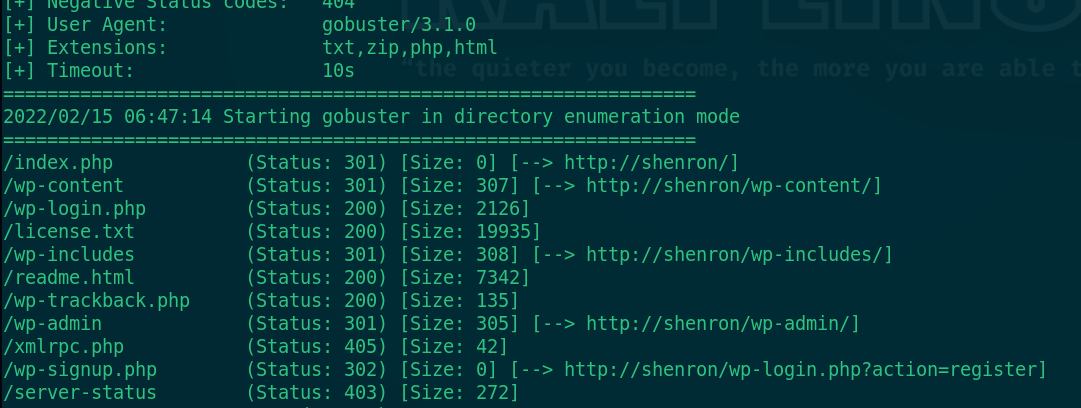 [+] Negative Status codes:   404
[+] User Agent:              gobuster/3.1.0
[+] Extensions:              txt,zip,php,html
[+] Timeout:                 10s
“the quieter you become, the more you are able t
===============================================================
2022/02/15 06:47:14 Starting gobuster in directory enumeration mode
===============================================================
/index.php            (Status: 301) [Size: 0] [--> http://shenron/]
/wp-content           (Status: 301) [Size: 307] [--> http://shenron/wp-content/]
/wp-login.php         (Status: 200) [Size: 2126]
/license.txt          (Status: 200) [Size: 19935]
/wp-includes          (Status: 301) [Size: 308] [--> http://shenron/wp-includes/]
/readme.html          (Status: 200) [Size: 7342]
/wp-trackback.php     (Status: 200) [Size: 135]
/wp-admin             (Status: 301) [Size: 305] [--> http://shenron/wp-admin/]
/xmlrpc.php           (Status: 405) [Size: 42]
/wp-signup.php        (Status: 302) [Size: 0] [--> http://shenron/wp-login.php?action=register]
/server-status        (Status: 403) [Size: 272]